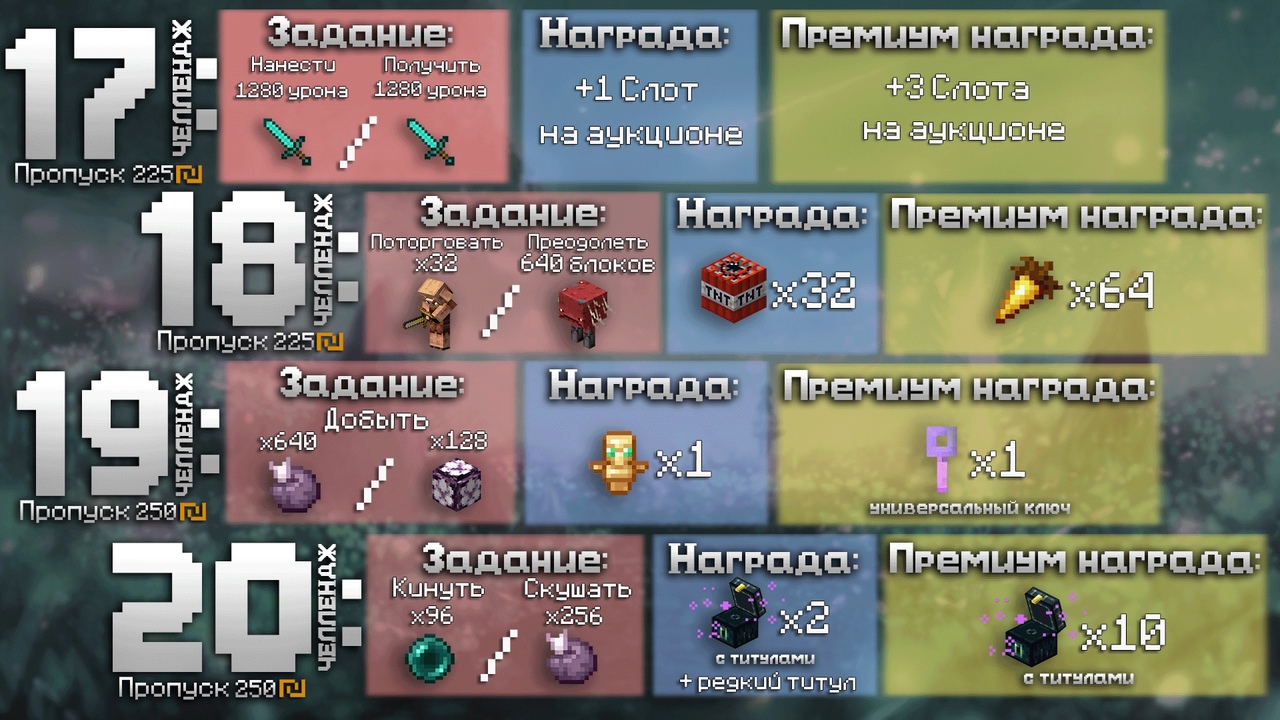 17 ЧЕЛЛЕНДЖ:
Пропуск 225₪
Задание:
Нанести Получить
1280 урона 1280 урона
/
Награда:
+1 Слот
на аукционе
Премиум награда:
+3 Слота
на аукционе
18 ЧЕЛЛЕНДЖ:
Пропуск 225₪
Задание:
Поторговать Преодолеть
x32 640 блоков
/
Награда:
TNT TNT x32
Премиум награда:
x64
19 ЧЕЛЛЕНДЖ:
Пропуск 250₪
Задание:
Добыть
x640 x128
/
Награда:
x1
Премиум награда:
x1
универсальный ключ
20 ЧЕЛЛЕНДЖ:
Пропуск 250₪
Задание:
Кинуть Скушать
x96 x256
/
Награда:
x2
с титулами
+ редкий титул
Премиум награда:
x10
с титулами